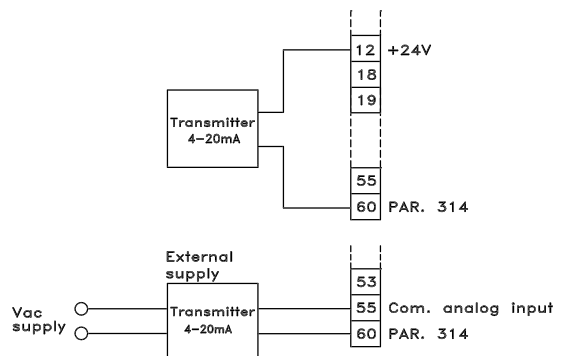 12 +24V
18
19
Transmitter
4-20mA
55
60 PAR. 314
External
supply
53
Transmitter
4-20mA
55 Com. analog input
60 PAR. 314
Vac
supply